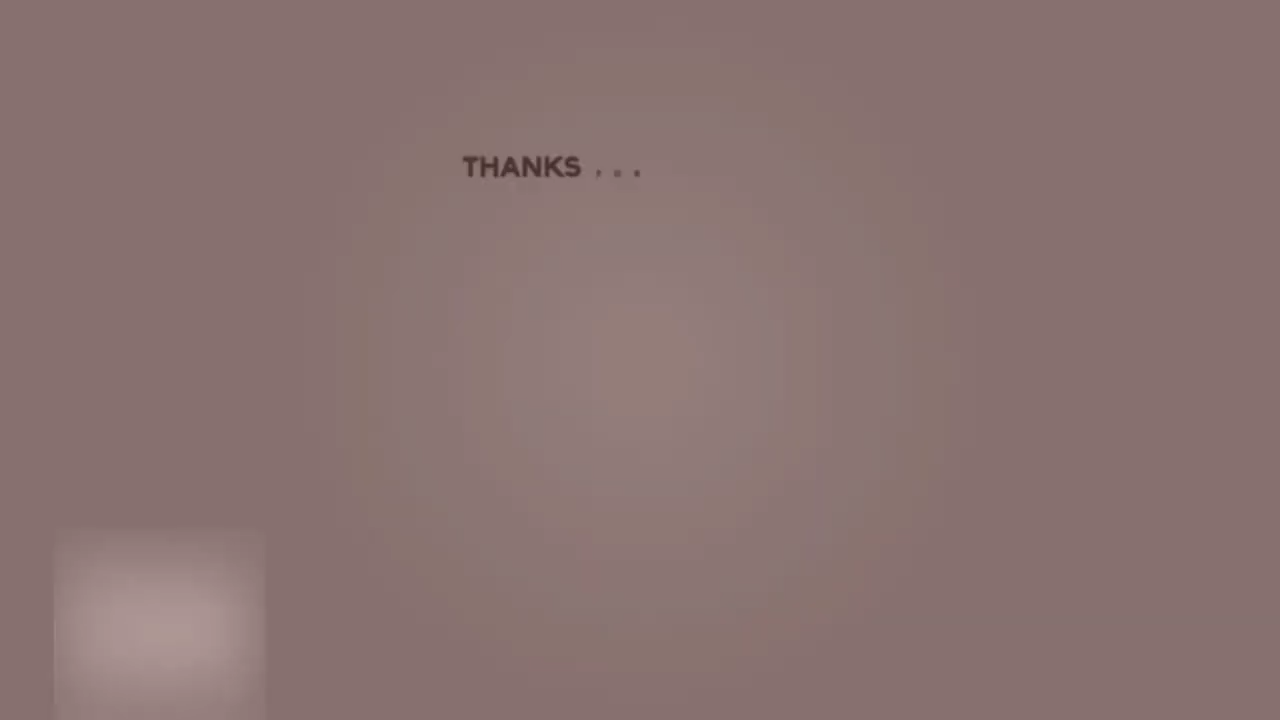 THANKS . . .